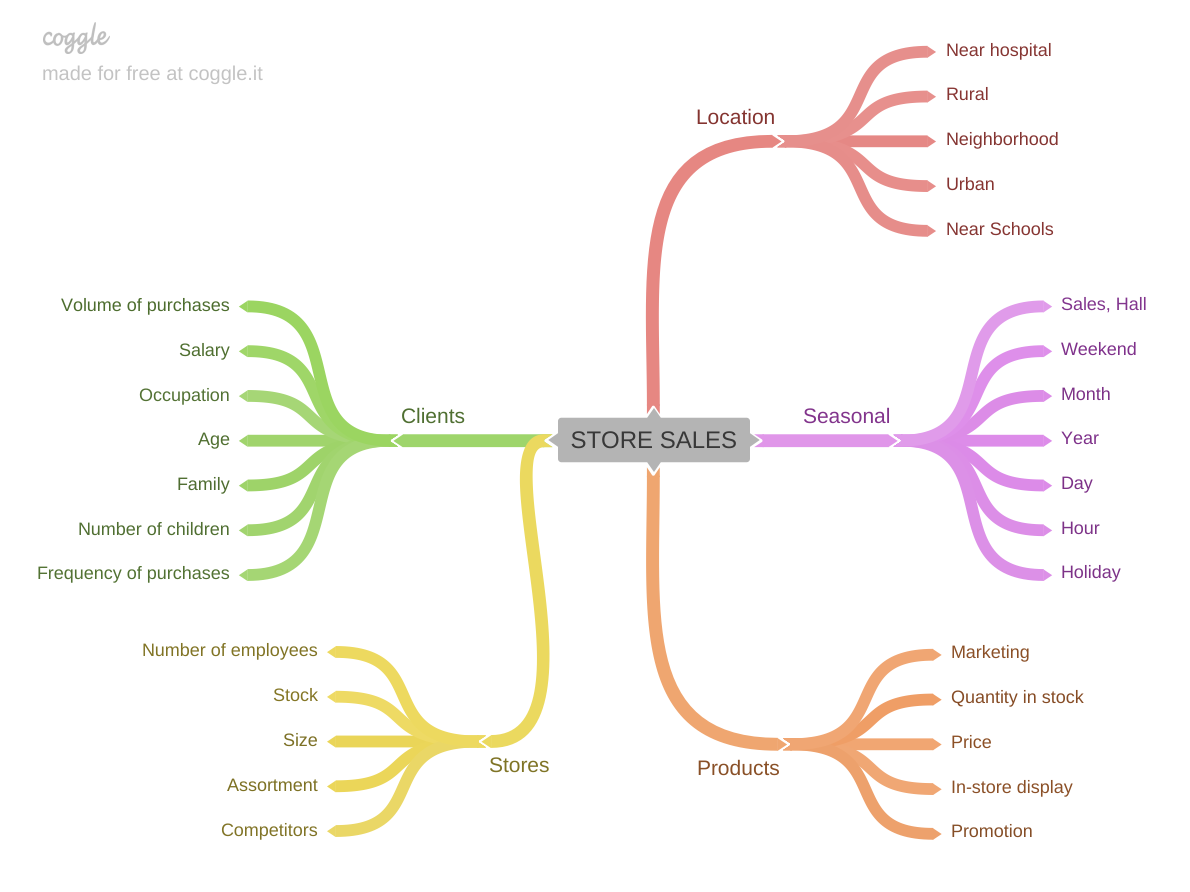 coggle
made for free at coggle.it
Location
Near hospital
Rural
Neighborhood
Urban
Near Schools
Clients
Volume of purchases
Salary
Occupation
Age
Family
Number of children
Frequency of purchases
STORE SALES
Seasonal
Sales, Hall
Weekend
Month
Year
Day
Hour
Holiday
Stores
Number of employees
Stock
Size
Assortment
Competitors
Products
Marketing
Quantity in stock
Price
In-store display
Promotion